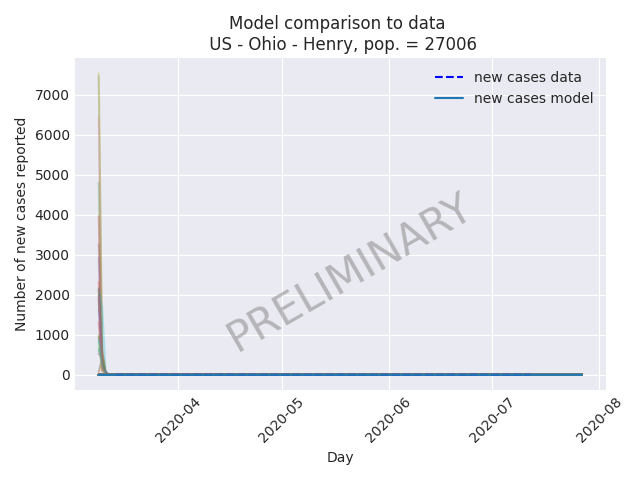 Model comparison to data
US - Ohio - Henry, pop. = 27006
new cases data
new cases model
Number of new cases reported
7000
6000
5000
4000
3000
2000
1000
0
PRELIMINARY
2020-04
2020-05
2020-06
2020-07
2020-08
Day